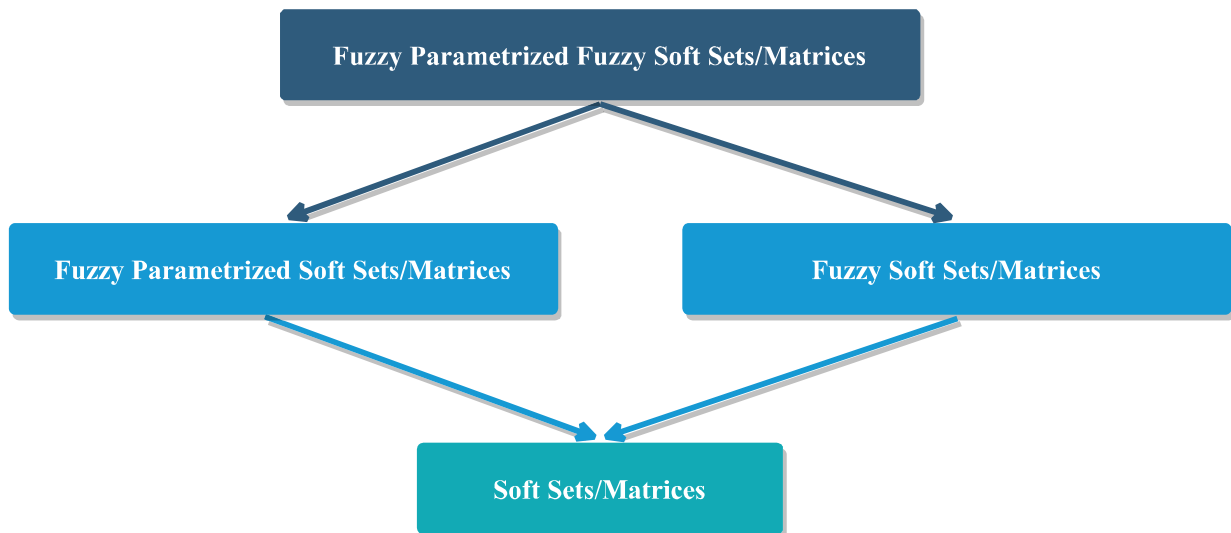 Fuzzy Parametrized Fuzzy Soft Sets/Matrices
Fuzzy Parametrized Soft Sets/Matrices
Fuzzy Soft Sets/Matrices
Soft Sets/Matrices